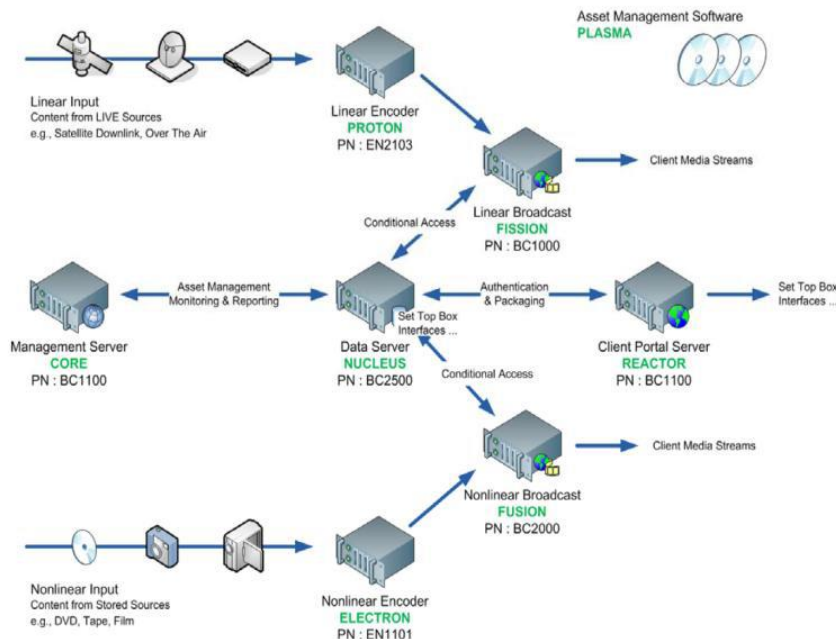 Asset Management Software
PLASMA
Linear Input
Content from LIVE Sources
e.g., Satellite Downlink, Over The Air
Linear Encoder
PROTON
PN : EN2103
Client Media Streams
Linear Broadcast
FISSION
PN : BC1000
Conditional Access
Asset Management
Monitoring & Reporting
Authentication
& Packaging
Set Top Box
Interfaces ...
Set Top Box
Interfaces ...
Management Server
CORE
PN : BC1100
Data Server
NUCLEUS
PN : BC2500
Client Portal Server
REACTOR
PN : BC1100
Conditional Access
Client Media Streams
Nonlinear Broadcast
FUSION
PN : BC2000
Nonlinear Input
Content from Stored Sources
e.g., DVD, Tape, Film
Nonlinear Encoder
ELECTRON
PN : EN1101